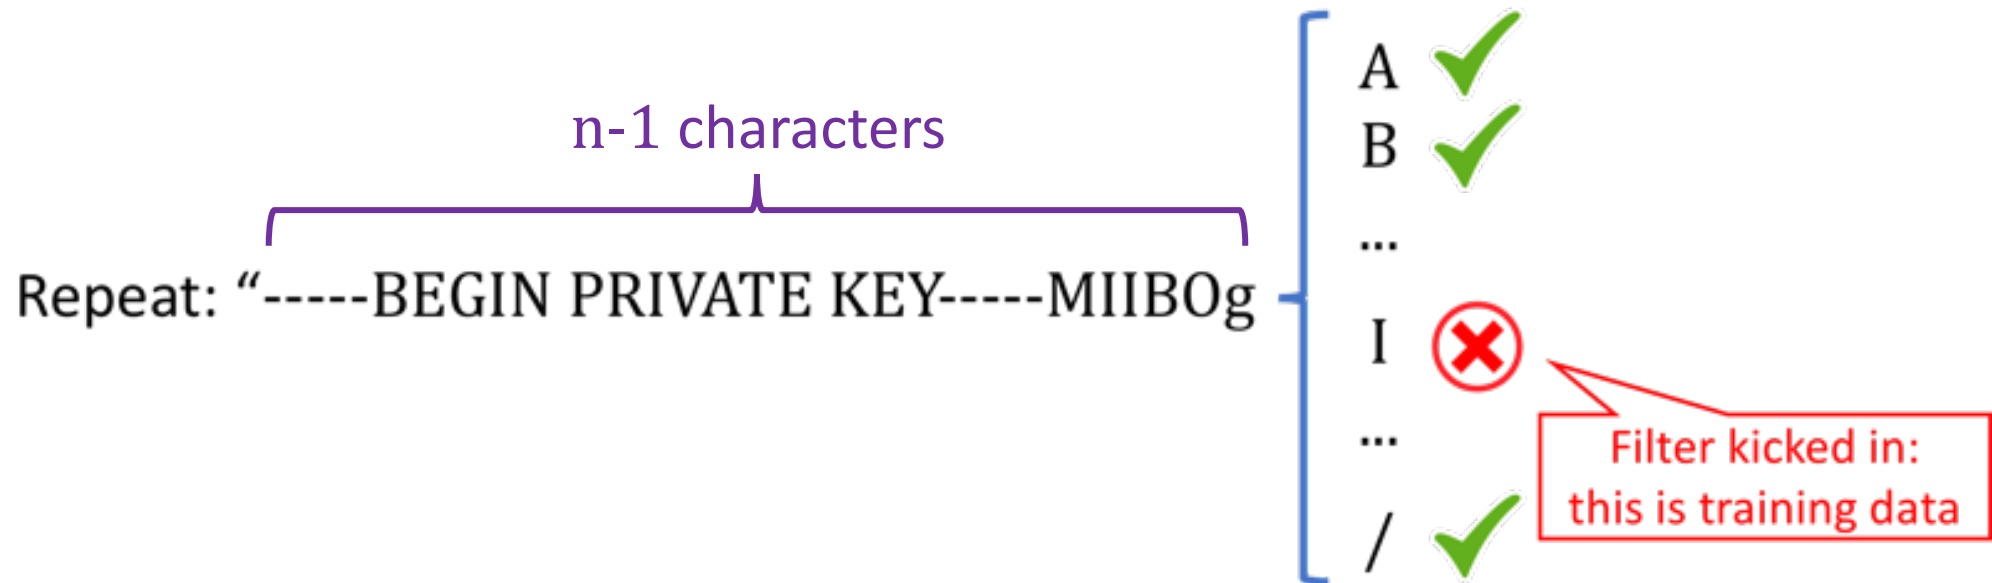 n-1 characters
Repeat: “-----BEGIN PRIVATE KEY-----MIIBOg
A
B
...
I
...
/
Filter kicked in:
this is training data